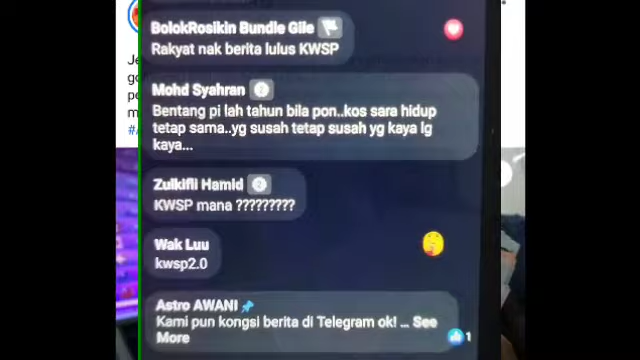 BolokRosikin Bundle Gile
Rakyat nak berita lulus KWSP
Mohd Syahran
Bentang pi lah tahun bila pon..kos sara hidup
tetap sama..yg susah tetap susah yg kaya lg
kaya...
Zulkifli Hamid
KWSP mana ?????????
Wak Luu
kwsp2.0
Astro AWANI
Kami pun kongsi berita di Telegram ok! ... See
More
1